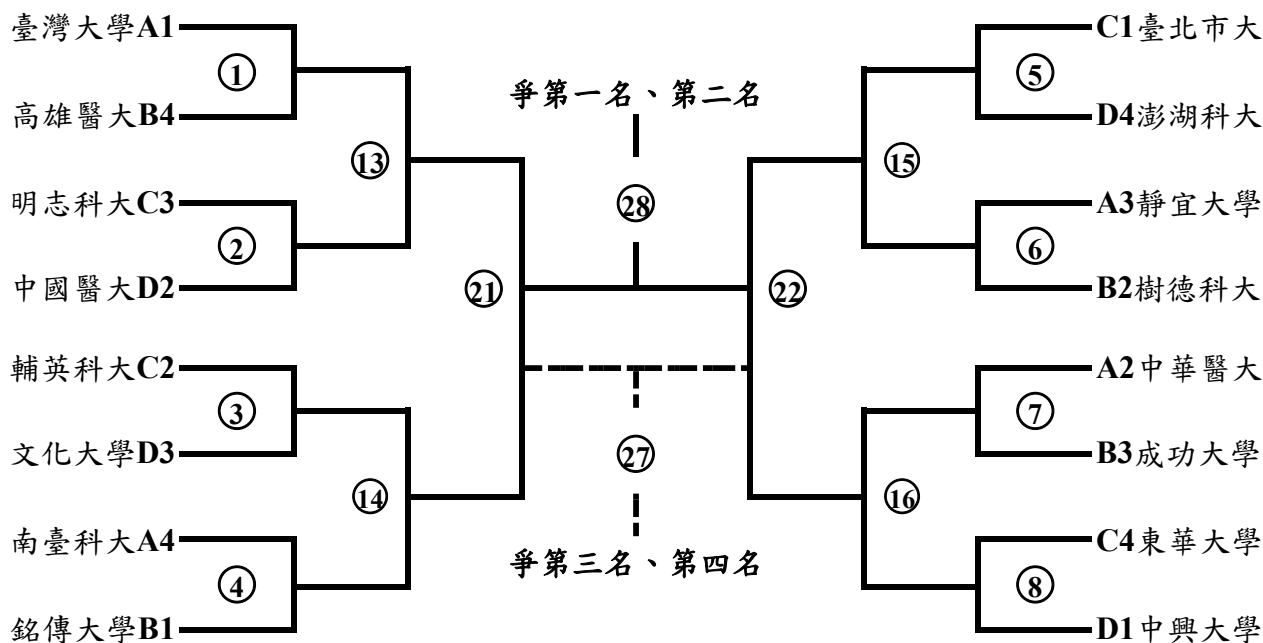 臺灣大學A1
①
高雄醫大B4
⑬
明志科大C3
②
中國醫大D2
㉑
輔英科大C2
③
文化大學D3
⑭
南臺科大A4
④
銘傳大學B1
爭第一名、第二名
㉘
㉗
爭第三名、第四名
C1臺北市大
⑤
D4澎湖科大
⑮
A3靜宜大學
⑥
B2樹德科大
㉒
A2中華醫大
⑦
B3成功大學
⑯
C4東華大學
⑧
D1中興大學